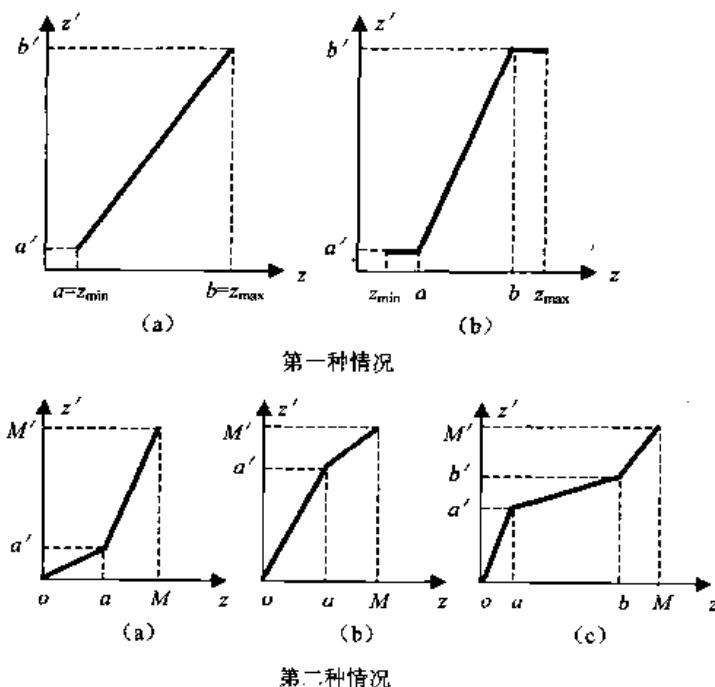 z′ z′
b′ b′
a′ a′
a=z_min b=z_max z z_min a b z_max z
(a) (b)
第一种情况
z′ z′ z′
M′ M′ M′
a′ b′
a′ a′
o a M z o a M z o a b M z
(a) (b) (c)
第二种情况